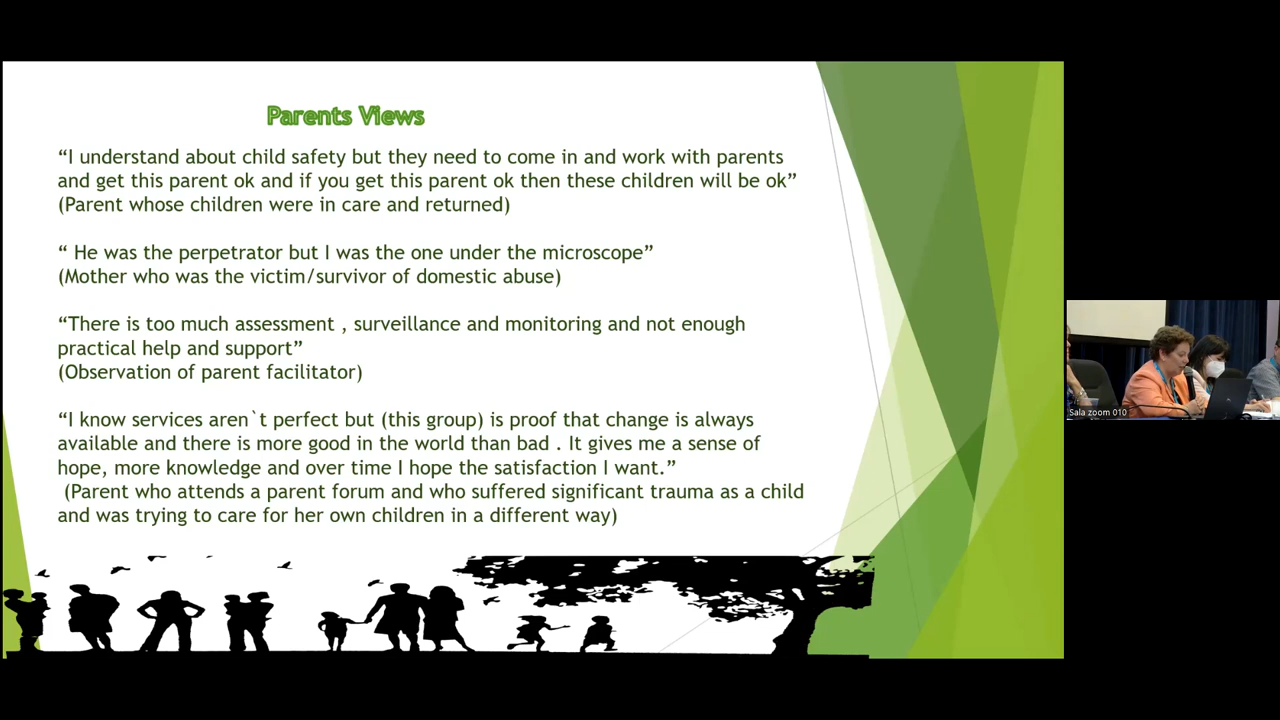 Parents Views
“I understand about child safety but they need to come in and work with parents
and get this parent ok and if you get this parent ok then these children will be ok”
(Parent whose children were in care and returned)
“ He was the perpetrator but I was the one under the microscope”
(Mother who was the victim/survivor of domestic abuse)
“There is too much assessment , surveillance and monitoring and not enough
practical help and support”
(Observation of parent facilitator)
“I know services aren`t perfect but (this group) is proof that change is always
available and there is more good in the world than bad . It gives me a sense of
hope, more knowledge and over time I hope the satisfaction I want.”
(Parent who attends a parent forum and who suffered significant trauma as a child
and was trying to care for her own children in a different way)
Sala zoom 010